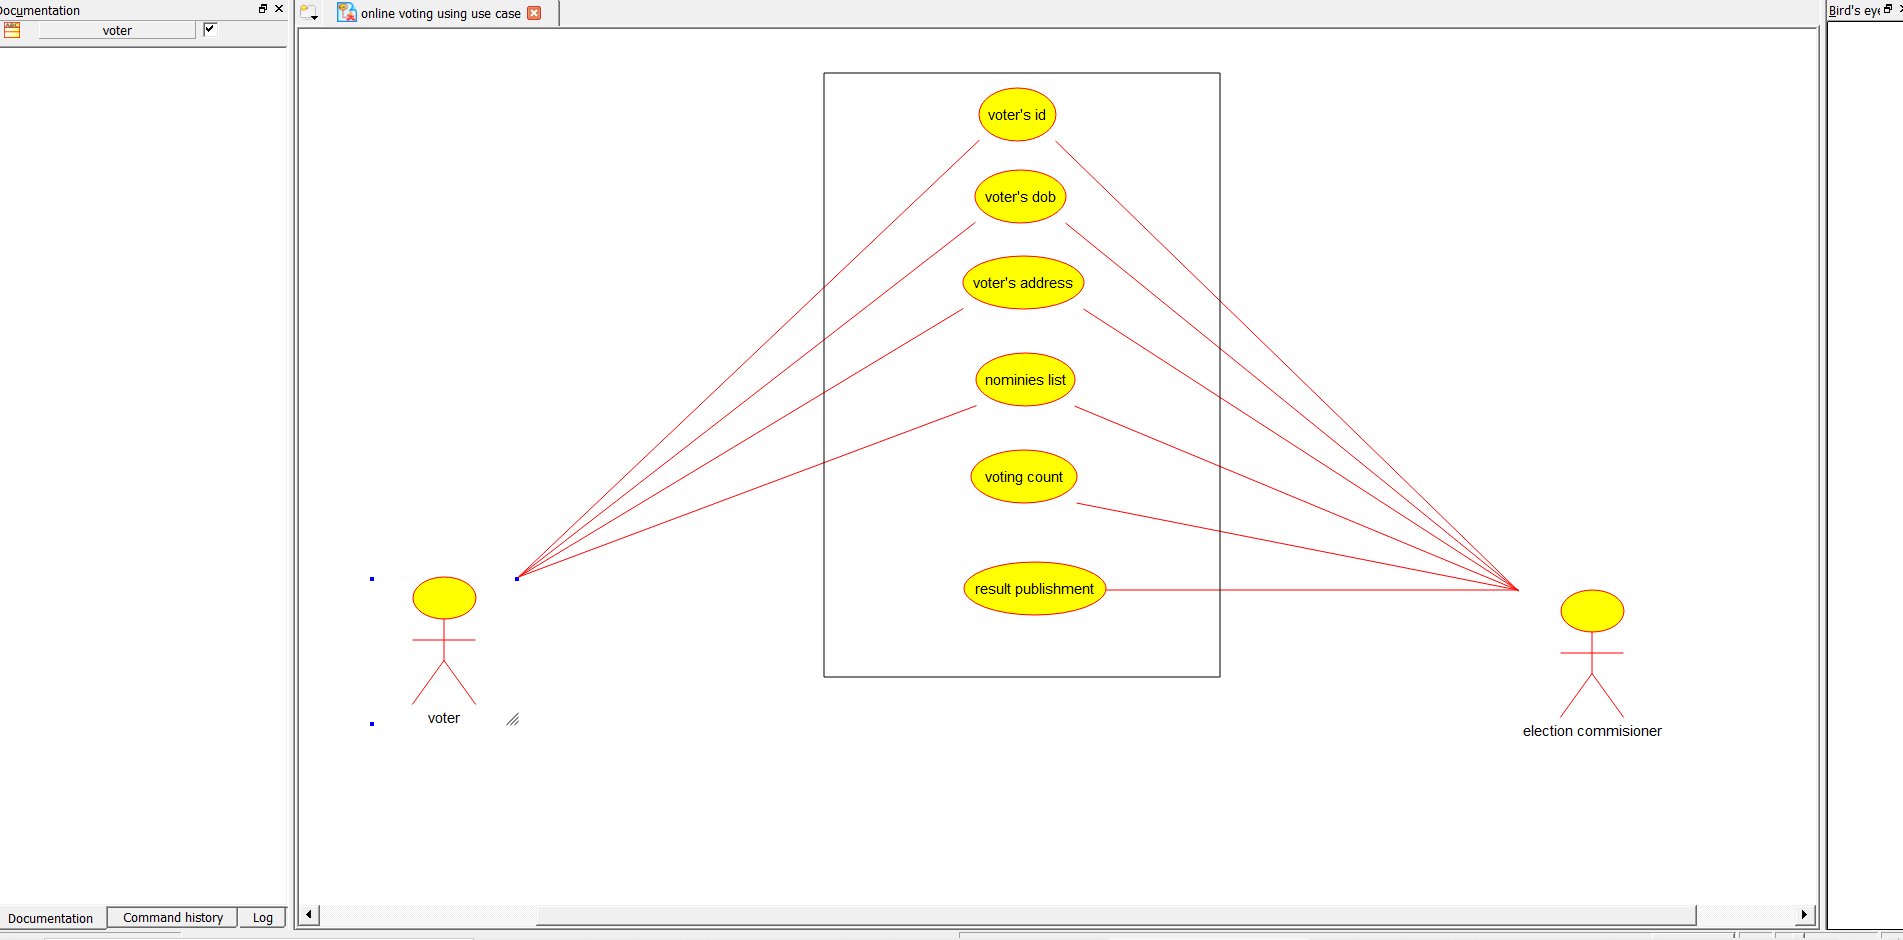 Documentation
voter
online voting using use case
Bird's eye
voter's id
voter's dob
voter's address
nominies list
voting count
result publishment
voter
election commisioner
Documentation
Command history
Log